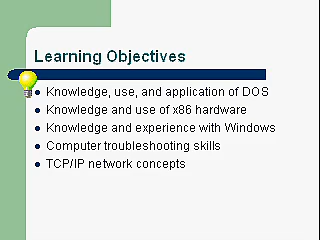 Learning Objectives
Knowledge, use, and application of DOS
Knowledge and use of x86 hardware
Knowledge and experience with Windows
Computer troubleshooting skills
TCP/IP network concepts